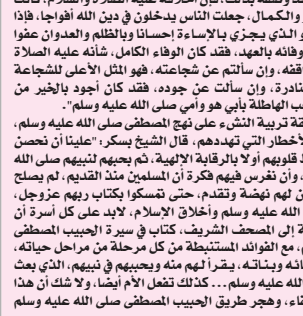 والكمال، جعلت الناس يدخلون في دين الله أفواجا، فإذا
و الذي يجزي بالإساءة إحسانا وبالظلم والعدوان عفوا
وفائه بالعهد، فقد كان الوفاء الكامل، شأنه عليه الصلاة
قفه، وإن سألتم عن شجاعته، فهو المثل الأعلى للشجاعة
نادرة، وإن سألت عن جوده، فقد كان أجود بالخير من
ب الهاطلة بأبي هو وأمي صلى الله عليه وسلم".
قة تربية النشء على نهج المصطفى صلى الله عليه وسلم،
لأخطار التي تهددهم، قال الشيخ بسكر: "علينا أن نحصن
قلوبهم أولا بالرقابة الإلهية، ثم بحبهم لنبيهم صلى الله
، وأن نغرس فيهم فكرة أن المسلمين منذ القديم، لم يصلح
ن لهم نهضة وتقدم، حتى تمسكوا بكتاب ربهم عزوجل،
الله عليه وسلم وأخلاق الإسلام، لابد على كل أسرة أن
ة إلى المصحف الشريف، كتاب في سيرة الحبيب المصطفى
، مع الفوائد المستنبطة من كل مرحلة من مراحل حياته،
ائه وبناته، يقرأ لهم منه ويحببهم في نبيهم، الذي بعث
لله عليه وسلم... كذلك تفعل الأم أيضا، ولا شك أن هذا
فاء، وهجر طريق الحبيب المصطفى صلى الله عليه وسلم